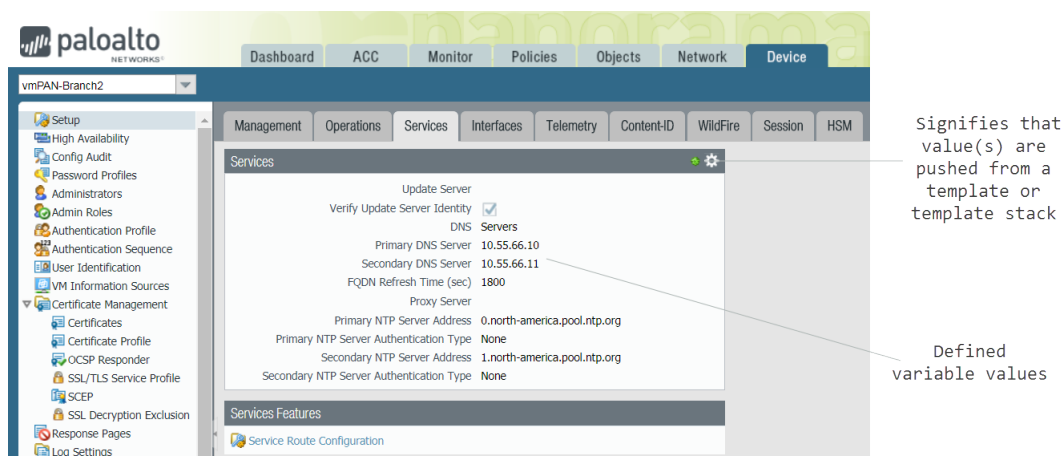 panorama
paloalto
NETWORKS®
Dashboard ACC Monitor Policies Objects Network Device
vmPAN-Branch2
Setup
High Availability
Config Audit
Password Profiles
Administrators
Admin Roles
Authentication Profile
Authentication Sequence
User Identification
VM Information Sources
Certificate Management
Certificates
Certificate Profile
OCSP Responder
SSL/TLS Service Profile
SCEP
SSL Decryption Exclusion
Response Pages
Log Settings
Management Operations Services Interfaces Telemetry Content-ID WildFire Session HSM
Services
Update Server
Verify Update Server Identity
DNS Servers
Primary DNS Server 10.55.66.10
Secondary DNS Server 10.55.66.11
FQDN Refresh Time (sec) 1800
Proxy Server
Primary NTP Server Address 0.north-america.pool.ntp.org
Primary NTP Server Authentication Type None
Secondary NTP Server Address 1.north-america.pool.ntp.org
Secondary NTP Server Authentication Type None
Services Features
Service Route Configuration
Signifies that
value(s) are
pushed from a
template or
template stack
Defined
variable values